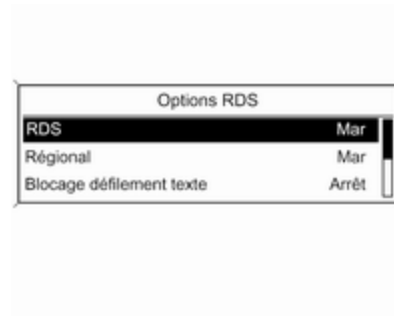 Options RDS
RDS Mar
Régional Mar
Blocage défilement texte Arrêt